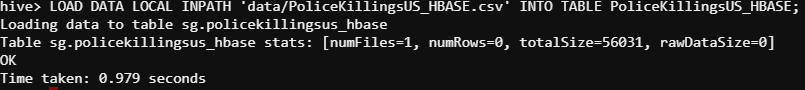 hive> LOAD DATA LOCAL INPATH 'data/PoliceKillingsUS_HBASE.csv' INTO TABLE PoliceKillingsUS_HBASE;
Loading data to table sg.policekillingsus_hbase
Table sg.policekillingsus_hbase stats: [numFiles=1, numRows=0, totalSize=56031, rawDataSize=0]
OK
Time taken: 0.979 seconds